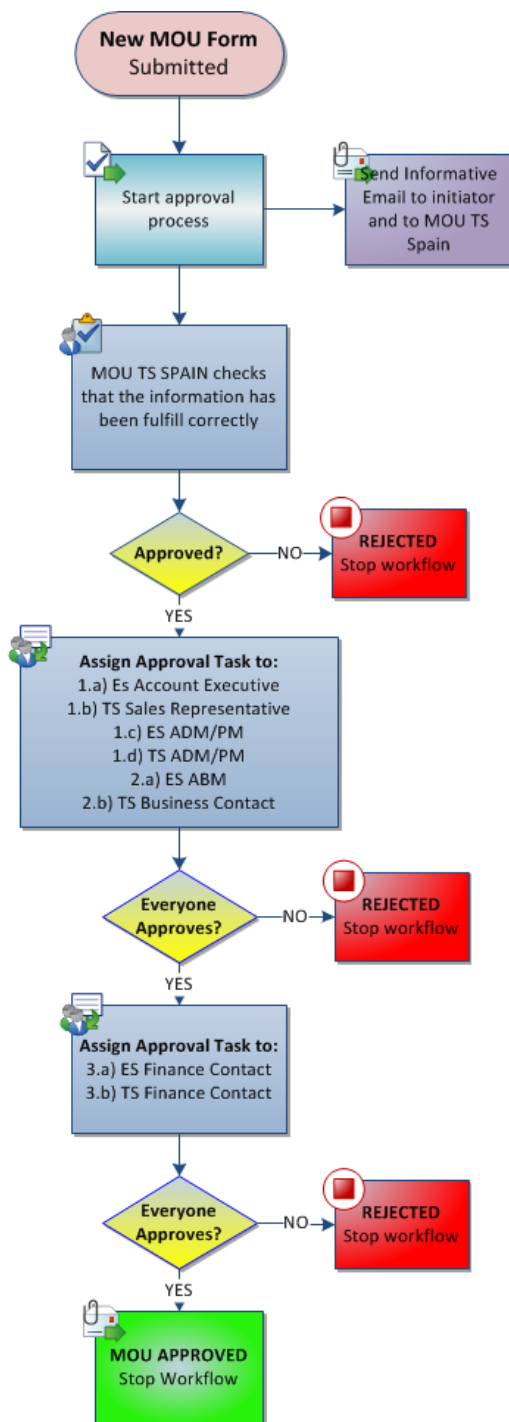 New MOU Form
Submitted
Start approval
process
Send Informative
Email to initiator
and to MOU TS
Spain
MOU TS SPAIN checks
that the information has
been fulfill correctly
Approved?
NO
REJECTED
Stop workflow
YES
Assign Approval Task to:
1.a) Es Account Executive
1.b) TS Sales Representative
1.c) ES ADM/PM
1.d) TS ADM/PM
2.a) ES ABM
2.b) TS Business Contact
Everyone
Approves?
NO
REJECTED
Stop workflow
YES
Assign Approval Task to:
3.a) ES Finance Contact
3.b) TS Finance Contact
Everyone
Approves?
NO
REJECTED
Stop workflow
YES
MOU APPROVED
Stop Workflow